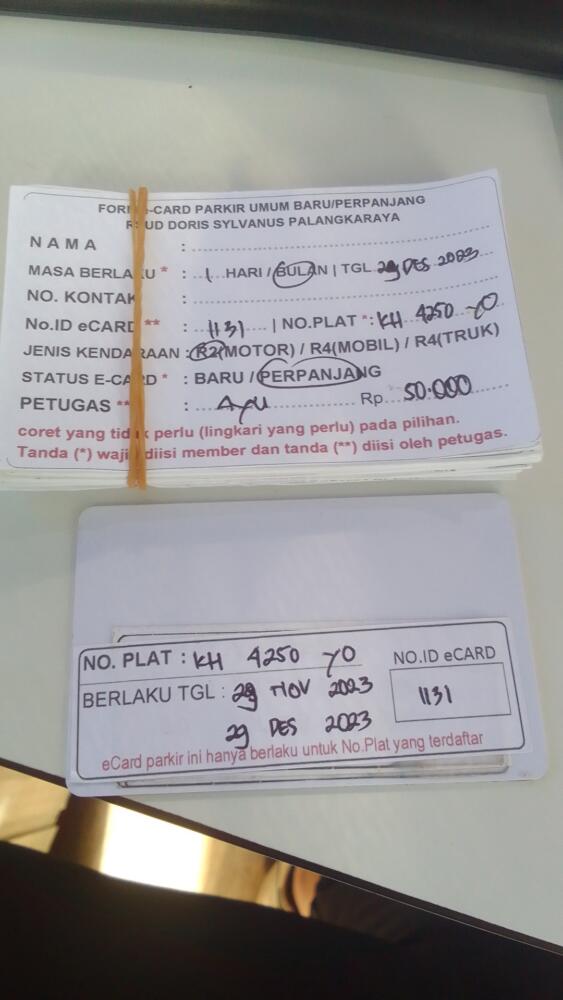 FORM e-CARD PARKIR UMUM BARU/PERPANJANG
RSUD DORIS SYLVANUS PALANGKARAYA
NAMA :
MASA BERLAKU * : 1 HARI / BULAN | TGL 29 DES 2023
NO. KONTAK :
No.ID eCARD ** : 1131 | NO.PLAT *: KH 4250 YO
JENIS KENDARAAN : R2(MOTOR) / R4(MOBIL) / R4(TRUK)
STATUS E-CARD * : BARU / PERPANJANG
PETUGAS ** : Ayu Rp. 50.000
coret yang tidak perlu (lingkari yang perlu) pada pilihan.
Tanda (*) wajib diisi member dan tanda (**) diisi oleh petugas.
NO. PLAT : KH 4250 YO
NO.ID eCARD
BERLAKU TGL : 29 NOV 2023
1131
29 DES 2023
eCard parkir ini hanya berlaku untuk No.Plat yang terdaftar